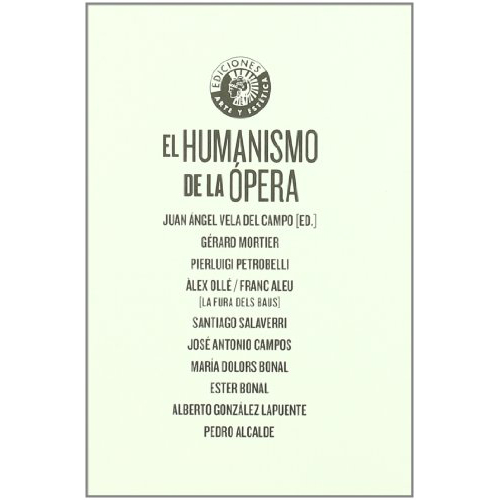 EDICIONES
ARTE Y ESTÉTICA
EL HUMANISMO
DE LA ÓPERA
JUAN ÁNGEL VELA DEL CAMPO [ED.]
GÉRARD MORTIER
PIERLUIGI PETROBELLI
ÀLEX OLLÉ / FRANC ALEU
[LA FURA DELS BAUS]
SANTIAGO SALAVERRI
JOSÉ ANTONIO CAMPOS
MARÍA DOLORS BONAL
ESTER BONAL
ALBERTO GONZÁLEZ LAPUENTE
PEDRO ALCALDE